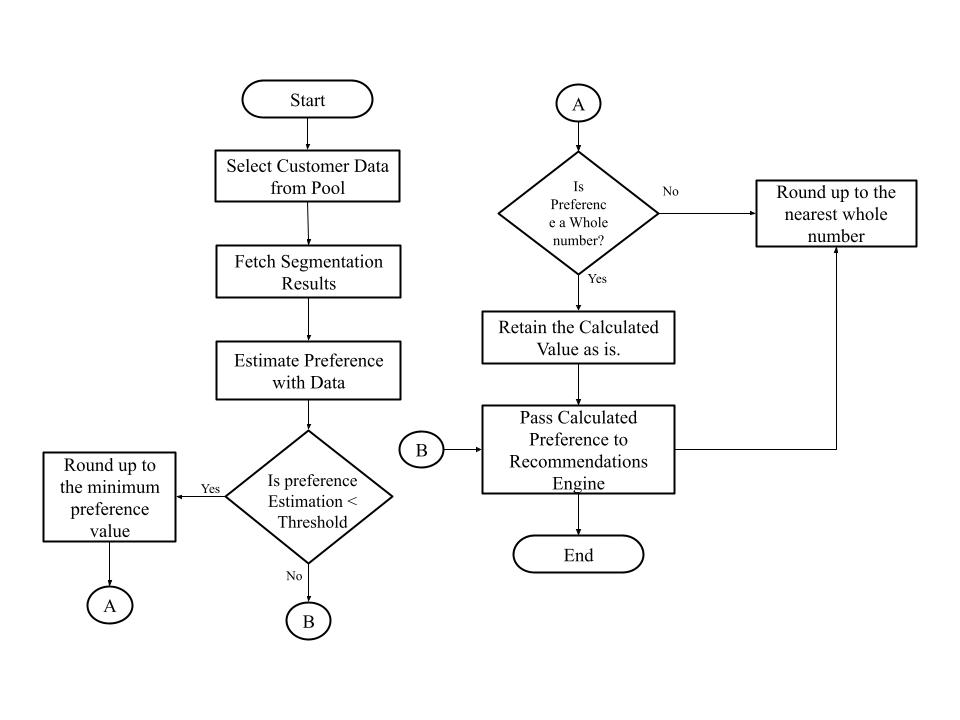 Start
Select Customer Data
from Pool
Fetch Segmentation
Results
Estimate Preference
with Data
Is preference
Estimation <
Threshold
Yes
Round up to
the minimum
preference
value
A
No
B
A
Is
Preferenc
e a Whole
number?
No
Round up to the
nearest whole
number
Yes
Retain the Calculated
Value as is.
B
Pass Calculated
Preference to
Recommendations
Engine
End